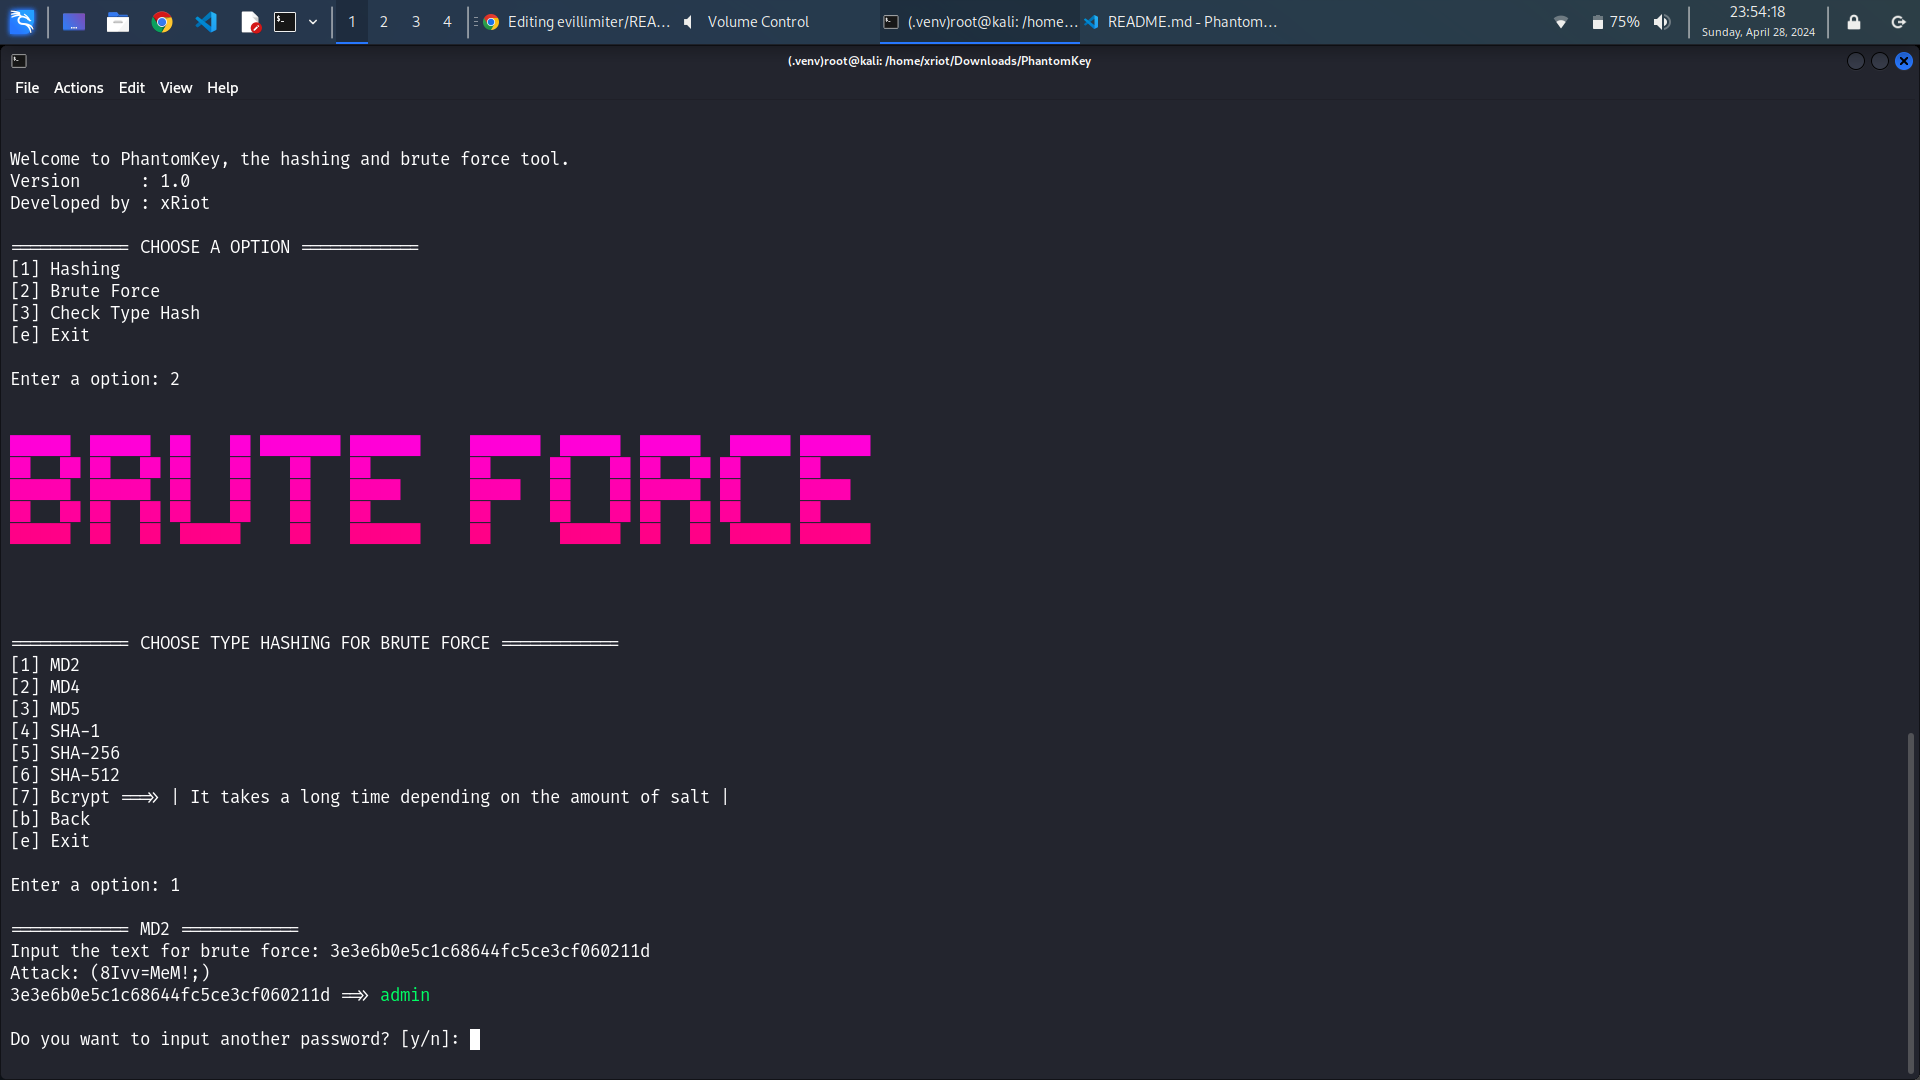 1 2 3 4 Editing evillimiter/REA... Volume Control (.venv)root@kali: /home... README.md - Phantom... 75% 23:54:18
Sunday, April 28, 2024
(.venv)root@kali: /home/xriot/Downloads/PhantomKey
File Actions Edit View Help
Welcome to PhantomKey, the hashing and brute force tool.
Version : 1.0
Developed by : xRiot
============ CHOOSE A OPTION ============
[1] Hashing
[2] Brute Force
[3] Check Type Hash
[e] Exit
Enter a option: 2
BRUTE FORCE
============ CHOOSE TYPE HASHING FOR BRUTE FORCE ============
[1] MD2
[2] MD4
[3] MD5
[4] SHA-1
[5] SHA-256
[6] SHA-512
[7] Bcrypt ===>> | It takes a long time depending on the amount of salt |
[b] Back
[e] Exit
Enter a option: 1
============ MD2 ============
Input the text for brute force: 3e3e6b0e5c1c68644fc5ce3cf060211d
Attack: (8Ivv=MeM!;)
3e3e6b0e5c1c68644fc5ce3cf060211d ==>> admin
Do you want to input another password? [y/n]: